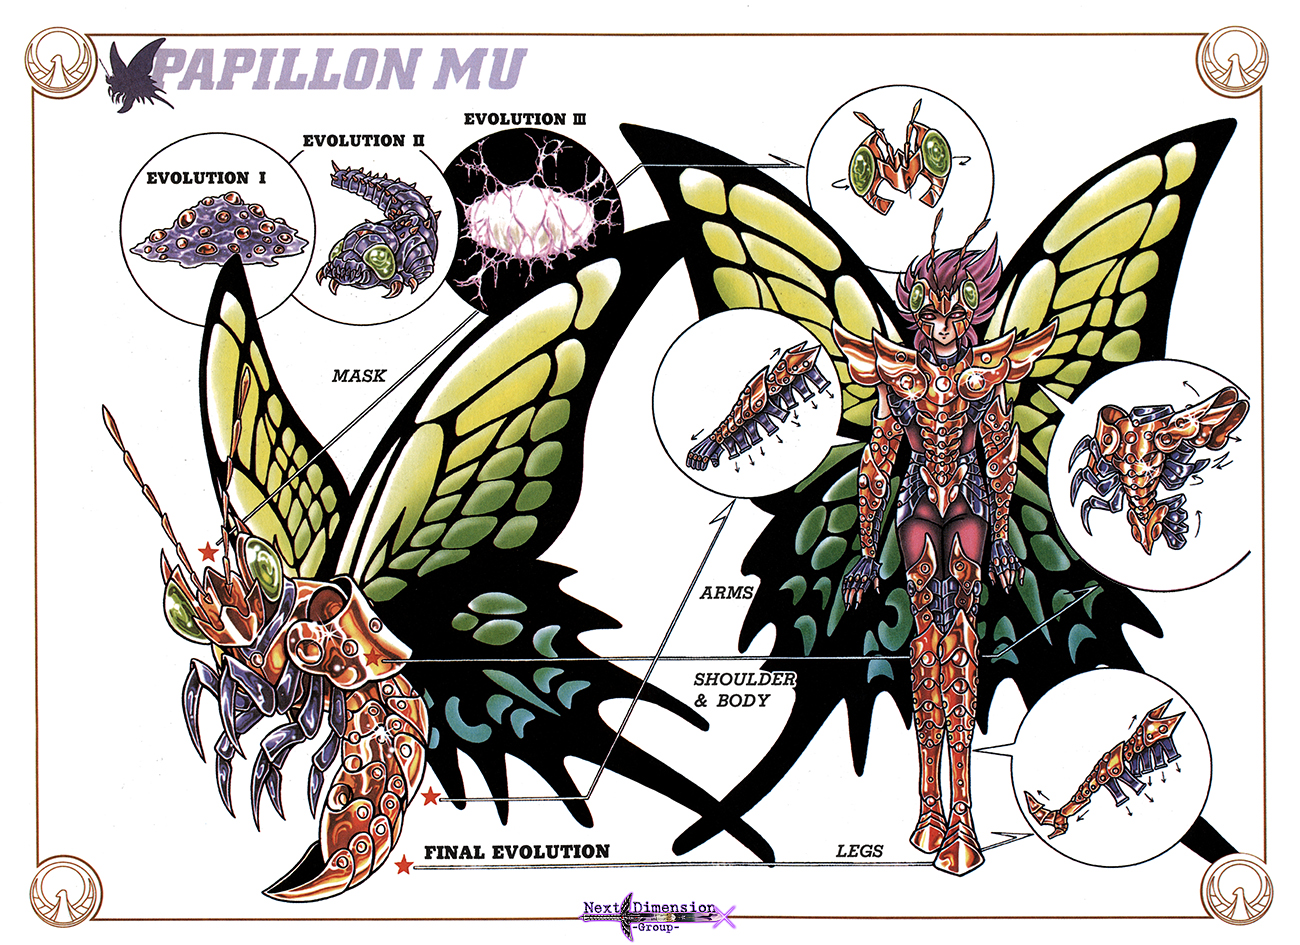 PAPILLON MU
EVOLUTION I
EVOLUTION II
EVOLUTION III
MASK
ARMS
SHOULDER
& BODY
FINAL EVOLUTION
LEGS
Next Dimension
-Group-